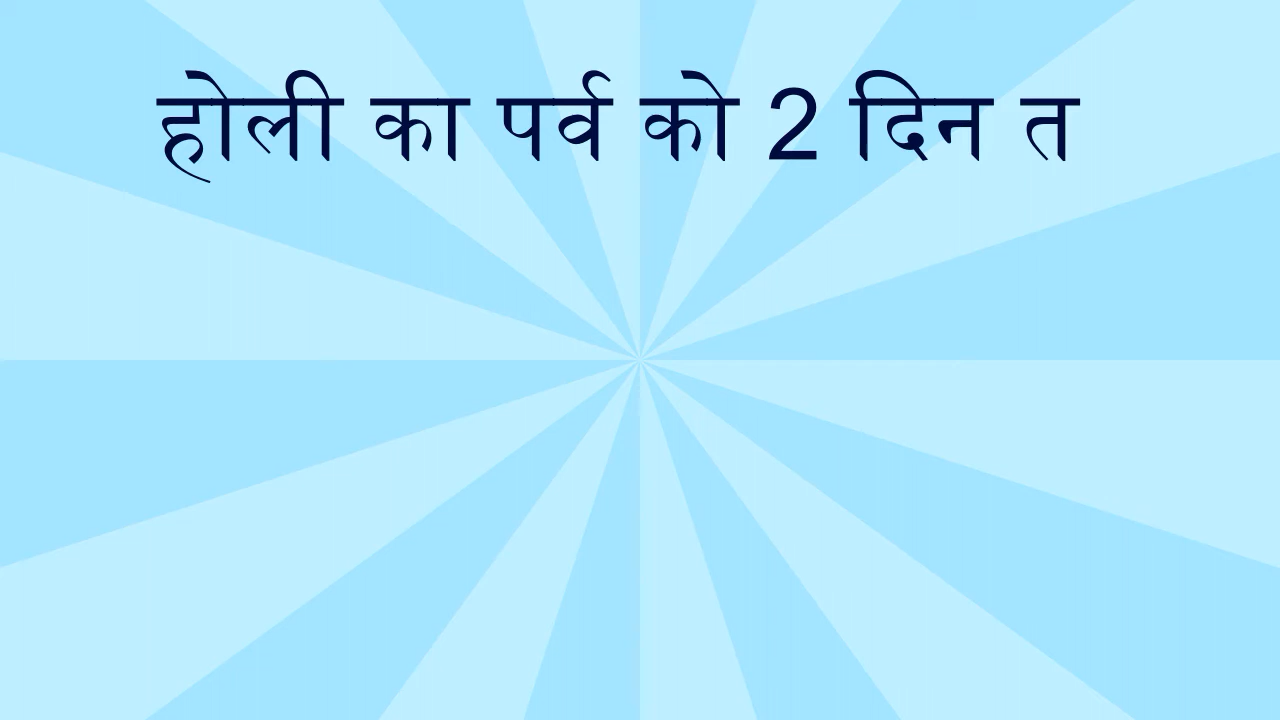 होली का पर्व को 2 दिन त